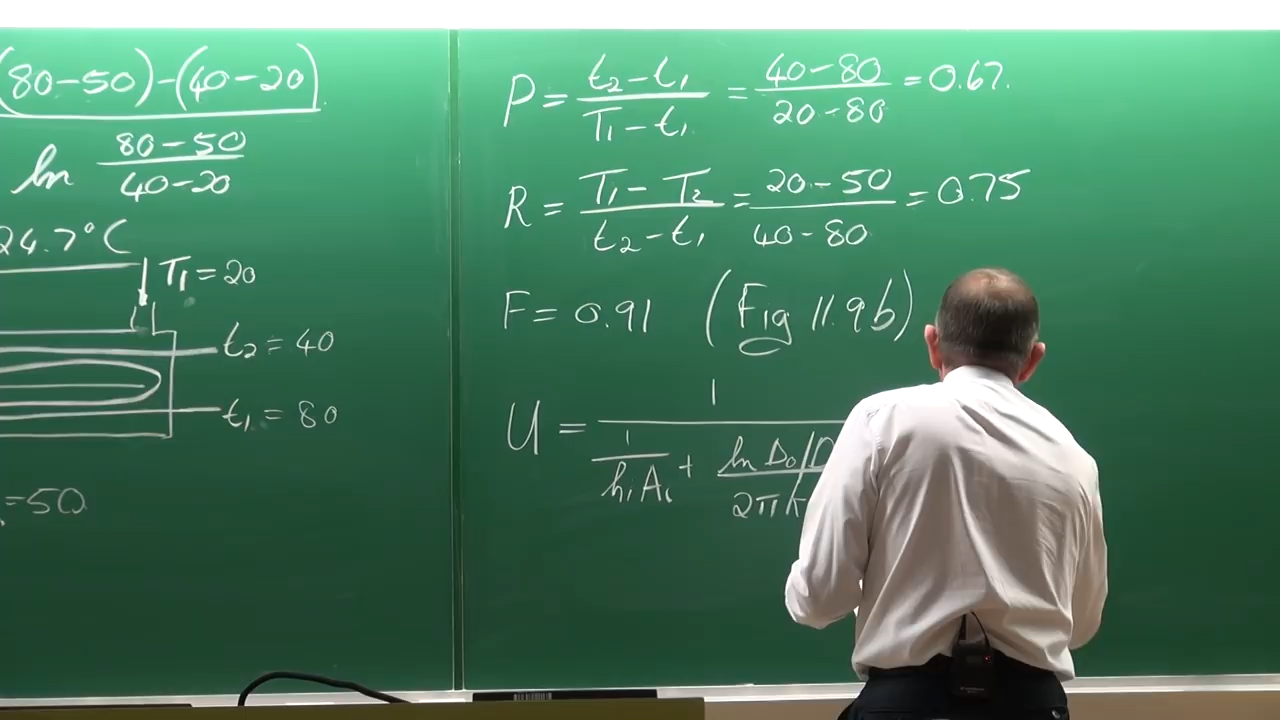 (80-50)-(40-20)
ln (80-50)/(40-20)
24.7°C
T₁=20
t₂=40
t₁=80
=50
P = (t₂-t₁)/(T₁-t₁) = (40-80)/(20-80) = 0.67.
R = (T₁-T₂)/(t₂-t₁) = (20-50)/(40-80) = 0.75
F = 0.91 (Fig 11.9b)
U = 1/(1/(hᵢAᵢ) + (ln D₀/D)/(2πk